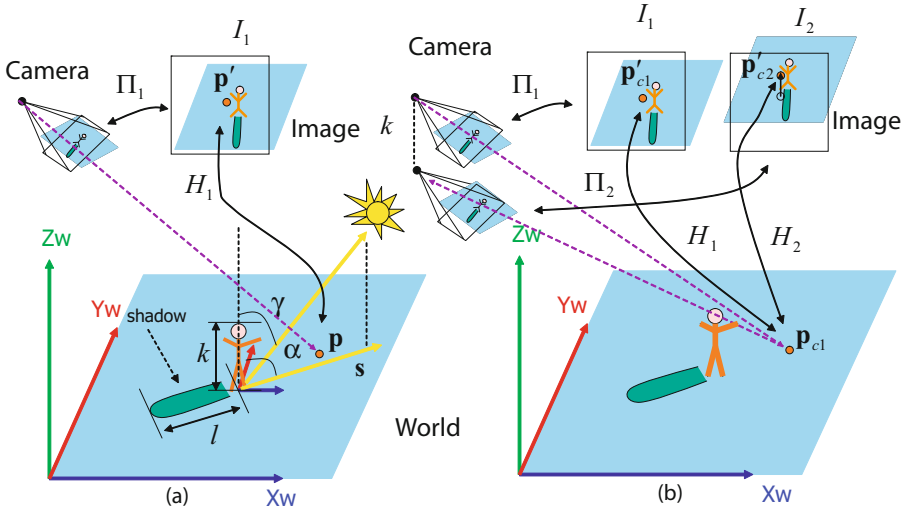 I₁
Camera
Π₁
p′
Image
H₁
Zw
Yw
shadow
k
γ
α
p
s
l
World
Xw
(a)
I₁
I₂
Camera
Π₁
p′c1
p′c2
Image
k
Π₂
H₁
H₂
Zw
Yw
pc1
Xw
(b)